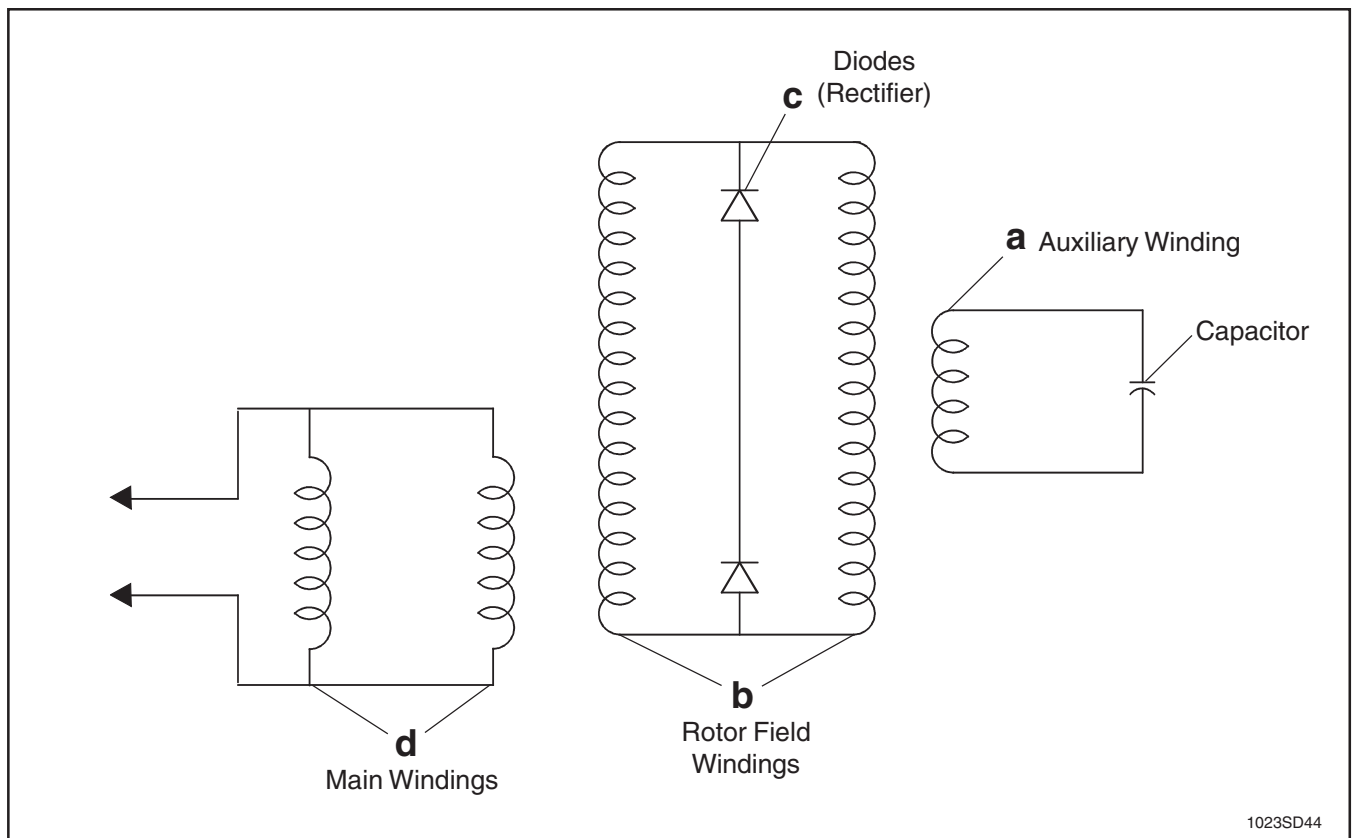 Diodes
c (Rectifier)
a Auxiliary Winding
Capacitor
b
Rotor Field
Windings
d
Main Windings
1023SD44